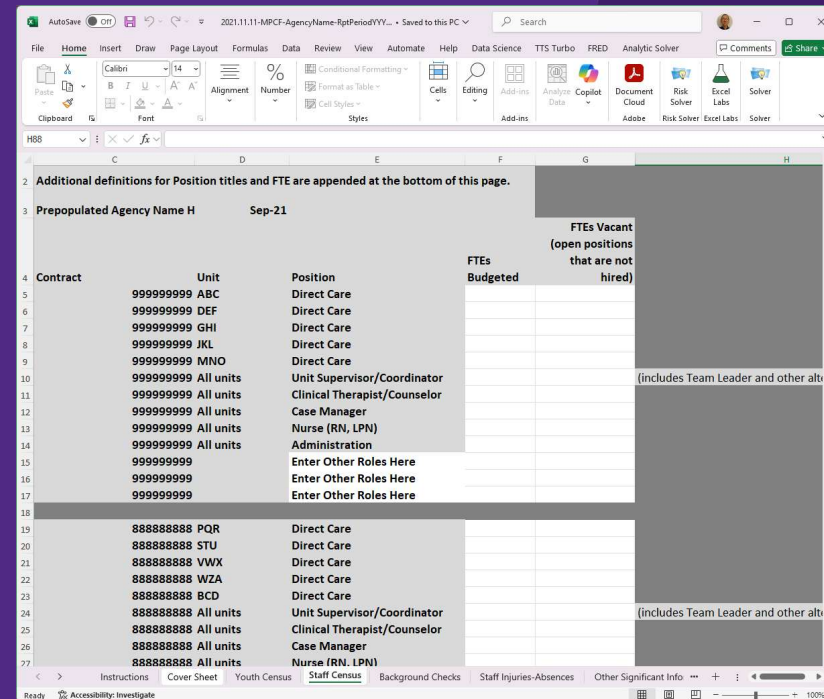 AutoSave Off 2021.11.11-MPCF-AgencyName-RptPeriodYYY... • Saved to this PC Search
File Home Insert Draw Page Layout Formulas Data Review View Automate Help Data Science TTS Turbo FRED Analytic Solver Comments Share
Paste Calibri 14 Alignment Number Conditional Formatting Cells Editing Add-ins Analyze Data Copilot Document Cloud Risk Solver Excel Labs Solver
B I U A A Format as Table
A Cell Styles
Clipboard Font Styles Add-ins Adobe Risk Solver Excel Labs Solver
H88 fx
C D E F G H
2 Additional definitions for Position titles and FTE are appended at the bottom of this page.
3 Prepopulated Agency Name H Sep-21
4 Contract Unit Position FTEs Budgeted FTEs Vacant (open positions that are not hired)
5 999999999 ABC Direct Care
6 999999999 DEF Direct Care
7 999999999 GHI Direct Care
8 999999999 JKL Direct Care
9 999999999 MNO Direct Care
10 999999999 All units Unit Supervisor/Coordinator (includes Team Leader and other alt
11 999999999 All units Clinical Therapist/Counselor
12 999999999 All units Case Manager
13 999999999 All units Nurse (RN, LPN)
14 999999999 All units Administration
15 999999999 Enter Other Roles Here
16 999999999 Enter Other Roles Here
17 999999999 Enter Other Roles Here
18
19 888888888 PQR Direct Care
20 888888888 STU Direct Care
21 888888888 VWX Direct Care
22 888888888 WZA Direct Care
23 888888888 BCD Direct Care
24 888888888 All units Unit Supervisor/Coordinator (includes Team Leader and other alt
25 888888888 All units Clinical Therapist/Counselor
26 888888888 All units Case Manager
27 888888888 All units Nurse (RN, LPN)
Instructions Cover Sheet Youth Census Staff Census Background Checks Staff Injuries-Absences Other Significant Info ...
Ready Accessibility: Investigate 100%